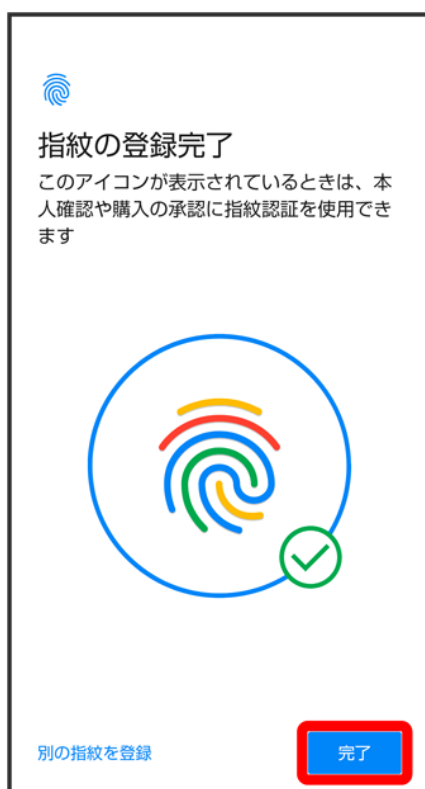 指紋の登録完了
このアイコンが表示されているときは、本
人確認や購入の承認に指紋認証を使用でき
ます
別の指紋を登録
完了